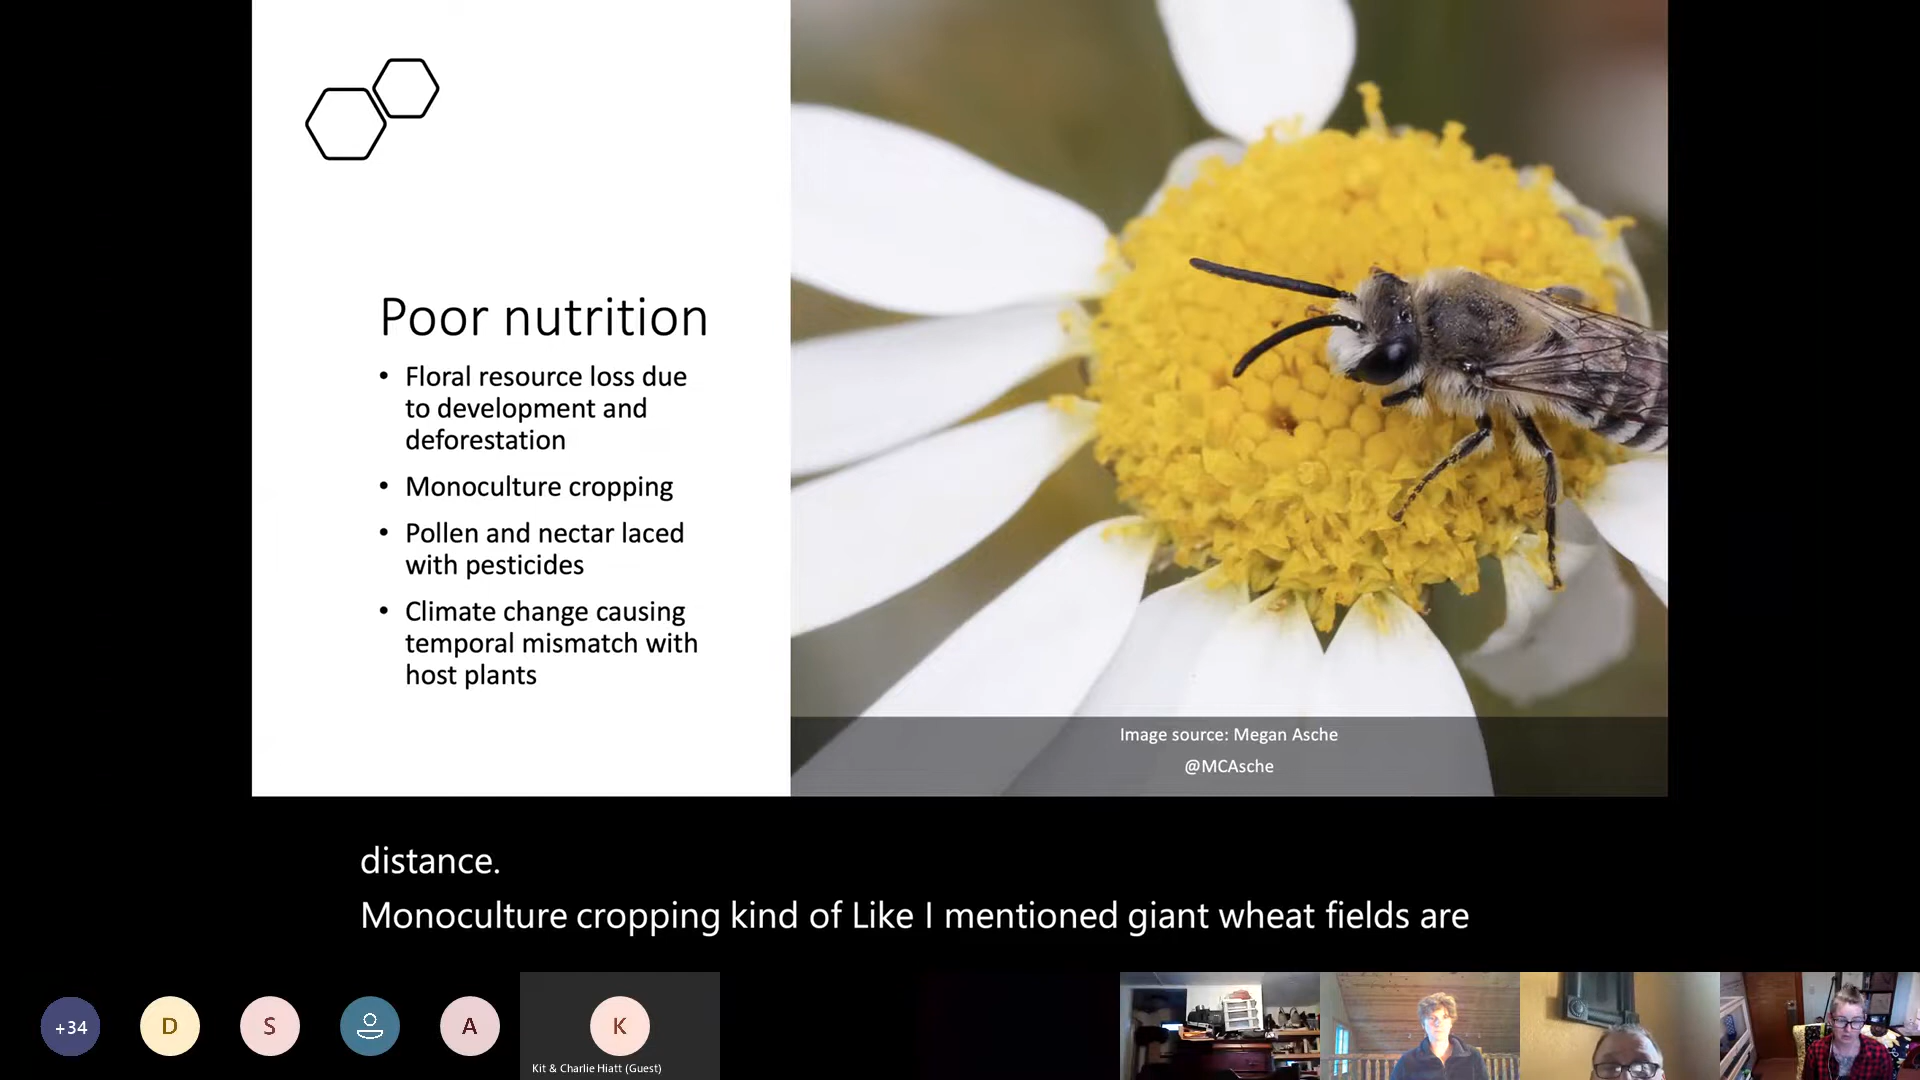 Poor nutrition
• Floral resource loss due
to development and
deforestation
• Monoculture cropping
• Pollen and nectar laced
with pesticides
• Climate change causing
temporal mismatch with
host plants
Image source: Megan Asche
@MCAsche
distance.
Monoculture cropping kind of Like I mentioned giant wheat fields are
+34
D
S
A
K
Kit & Charlie Hiatt (Guest)